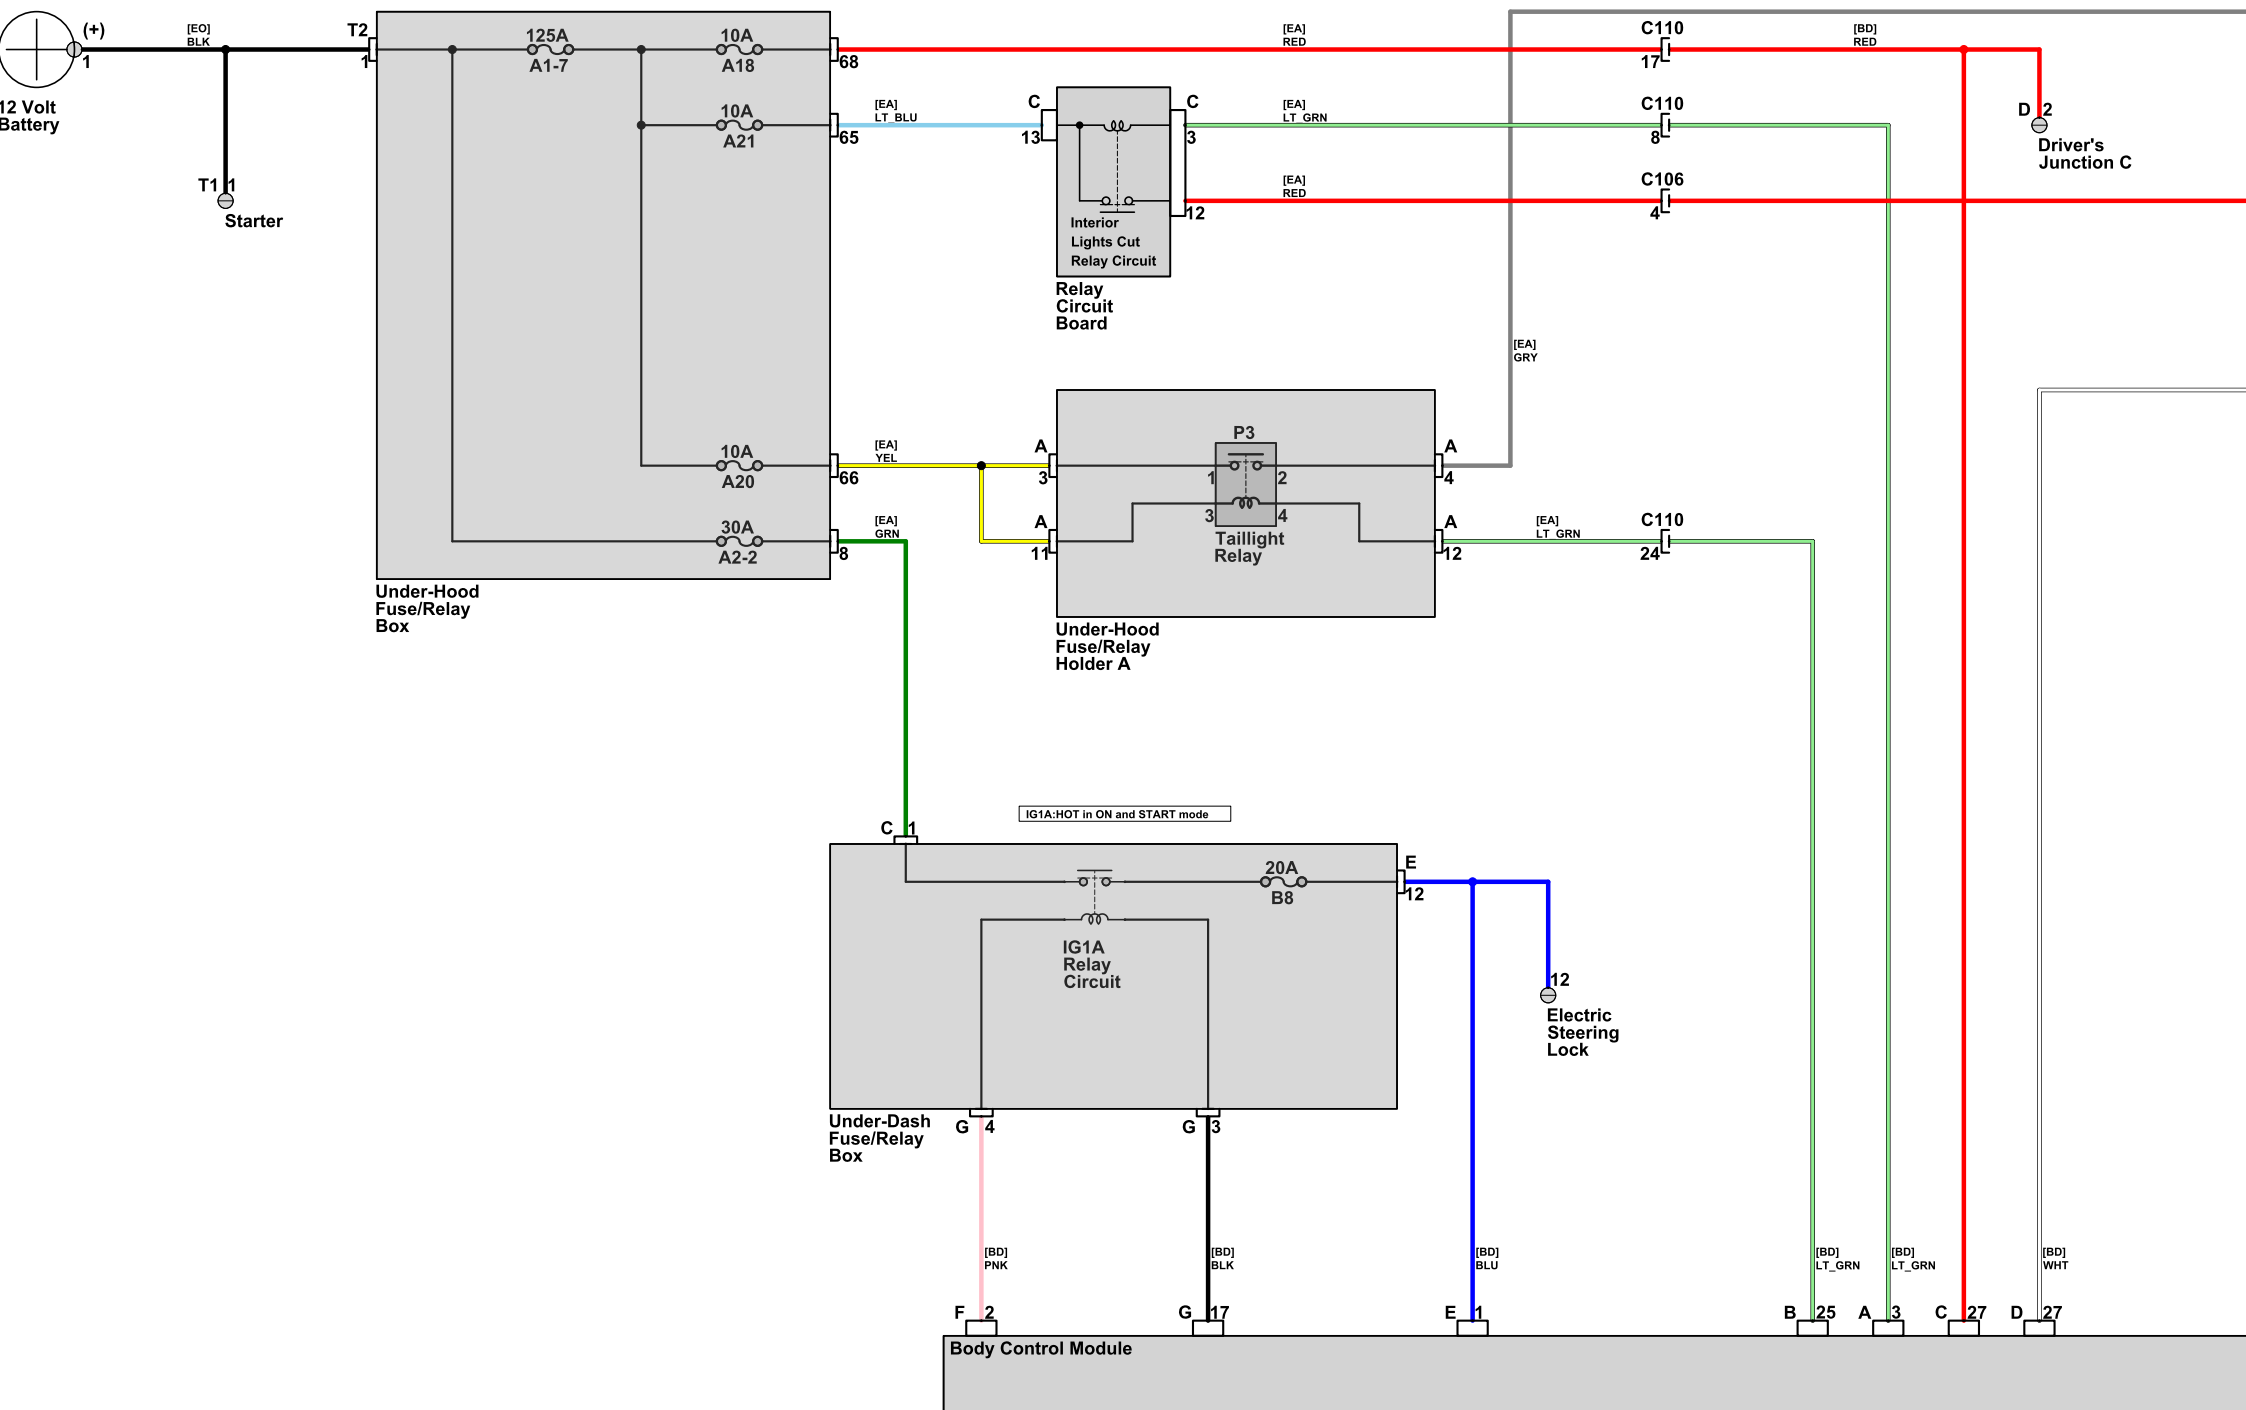 (+)
1
12 Volt
Battery
[EO]
BLK
T1 1
Starter
T2
1
125A
A1-7
10A
A18
10A
A21
10A
A20
30A
A2-2
68
65
66
8
Under-Hood
Fuse/Relay
Box
[EA]
RED
C110
17
[BD]
RED
D 2
Driver's
Junction C
[EA]
LT_BLU
C
13
C
3
12
Interior
Lights Cut
Relay Circuit
Relay
Circuit
Board
[EA]
LT_GRN
C110
8
[EA]
RED
C106
4
[EA]
GRY
[EA]
YEL
A
3
A
11
P3
1
2
3
4
Taillight
Relay
A
4
A
12
Under-Hood
Fuse/Relay
Holder A
[EA]
LT_GRN
C110
24
[EA]
GRN
IG1A:HOT in ON and START mode
C 1
20A
B8
E
12
IG1A
Relay
Circuit
12
Electric
Steering
Lock
Under-Dash
Fuse/Relay
Box
G 4
G 3
[BD]
PNK
[BD]
BLK
[BD]
BLU
[BD]
LT_GRN
[BD]
LT_GRN
[BD]
WHT
F 2
G 17
E 1
B 25
A 3
C 27
D 27
Body Control Module